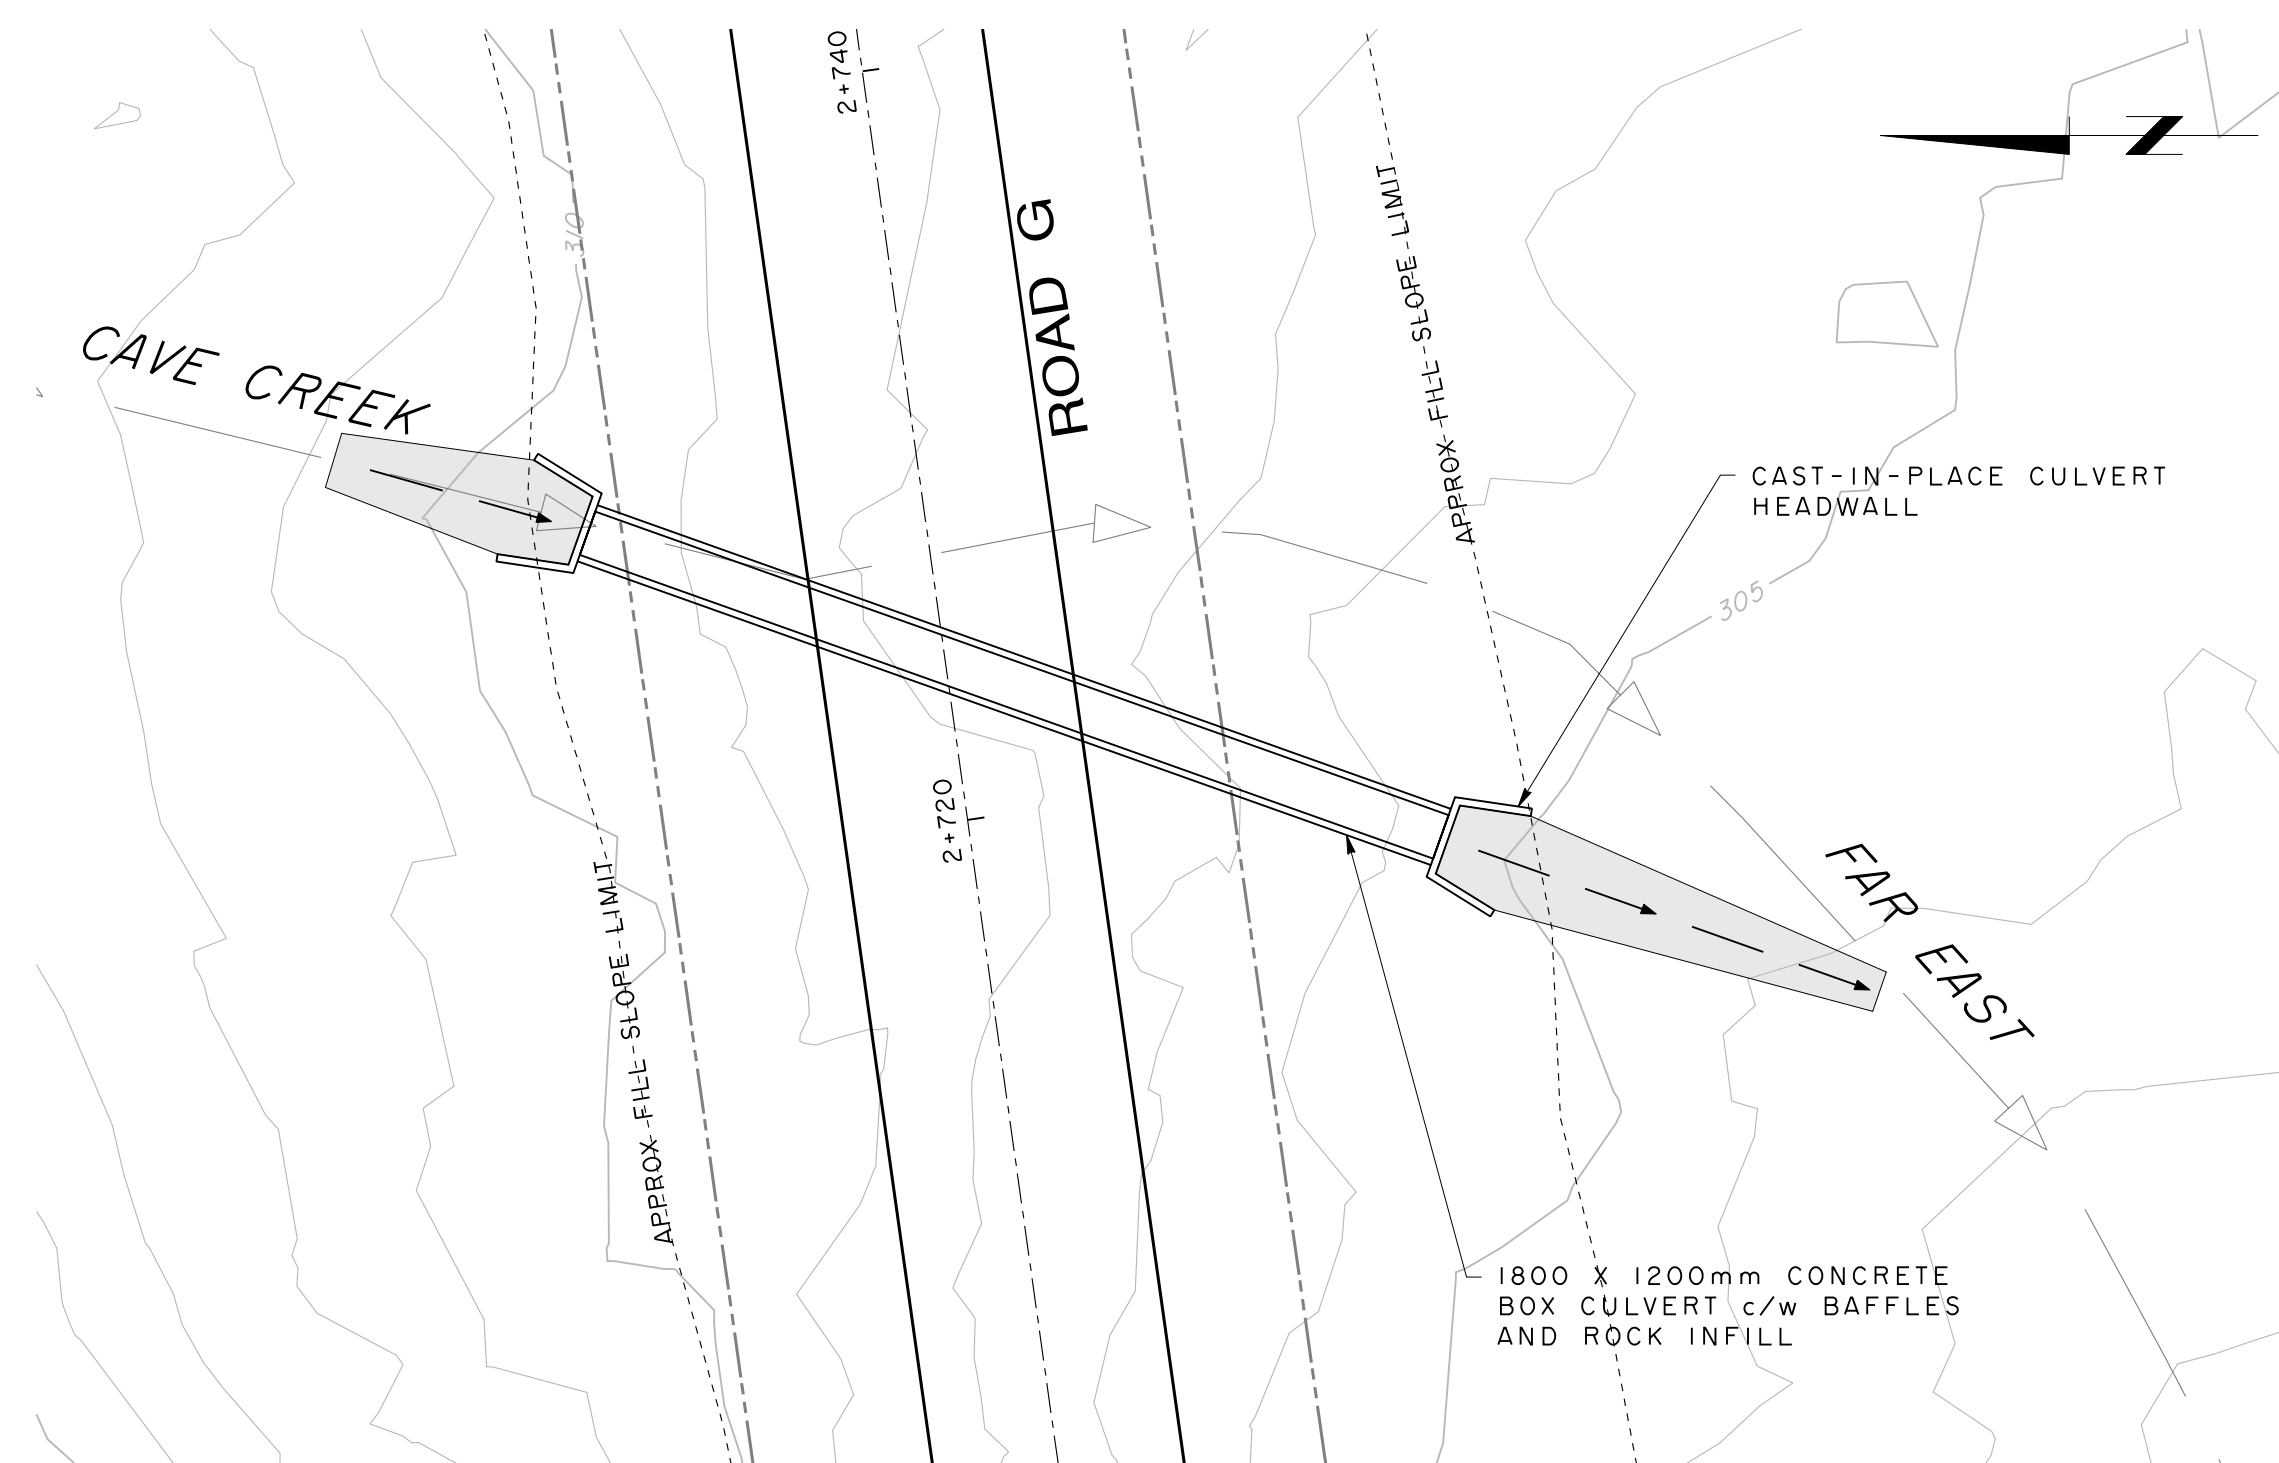 2+740
Z
310
ROAD G
APPROX FILL SLOPE LIMIT
CAVE CREEK
CAST-IN-PLACE CULVERT
HEADWALL
305
2+720
FAR EAST
APPROX FILL SLOPE LIMIT
1800 X 1200mm CONCRETE
BOX CULVERT c/w BAFFLES
AND ROCK INFILL